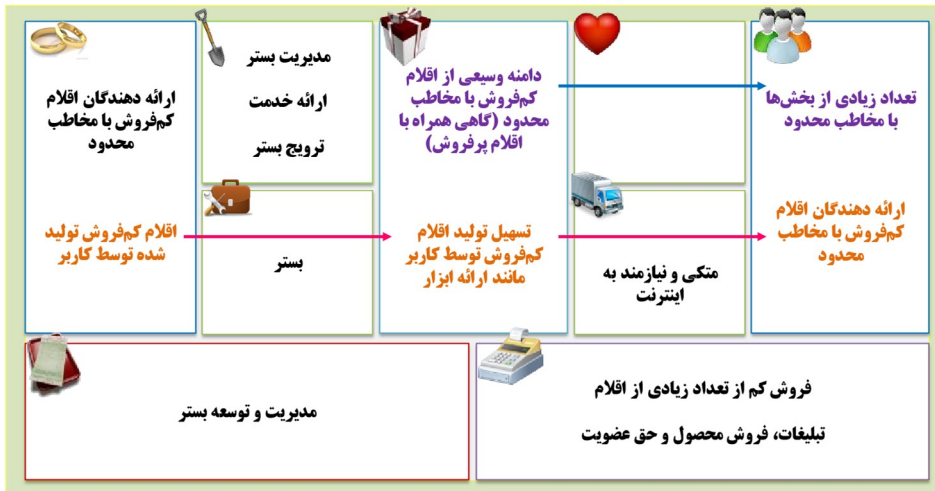 ارائه دهندگان اقلام
کم‌فروش با مخاطب
محدود
اقلام کم‌فروش تولید
شده توسط کاربر
مدیریت بستر
ارائه خدمت
ترویج بستر
بستر
دامنه وسیعی از اقلام
کم‌فروش با مخاطب
محدود (گاهی همراه با
اقلام پرفروش)
تسهیل تولید اقلام
کم‌فروش توسط کاربر
مانند ارائه ابزار
متکی و نیازمند به
اینترنت
تعداد زیادی از بخش‌ها
با مخاطب محدود
ارائه دهندگان اقلام
کم‌فروش با مخاطب
محدود
مدیریت و توسعه بستر
فروش کم از تعداد زیادی از اقلام
تبلیغات، فروش محصول و حق عضویت